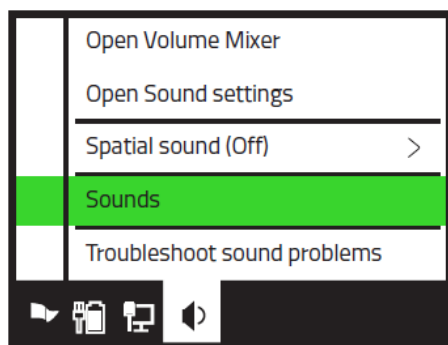 Open Volume Mixer
Open Sound settings
Spatial sound (Off)
Sounds
Troubleshoot sound problems